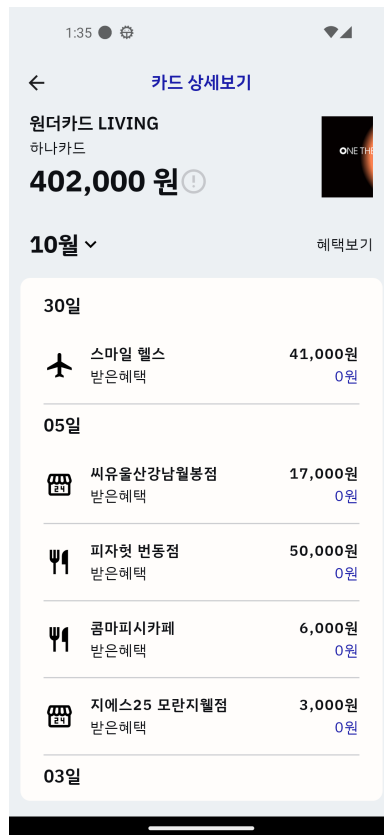 1:35
카드 상세보기
원더카드 LIVING
하나카드
402,000 원
ONE THE
10월
혜택보기
30일
스마일 헬스 41,000원
받은혜택 0원
05일
씨유울산강남월봉점 17,000원
받은혜택 0원
피자헛 번동점 50,000원
받은혜택 0원
콤마피시카페 6,000원
받은혜택 0원
지에스25 모란지웰점 3,000원
받은혜택 0원
03일